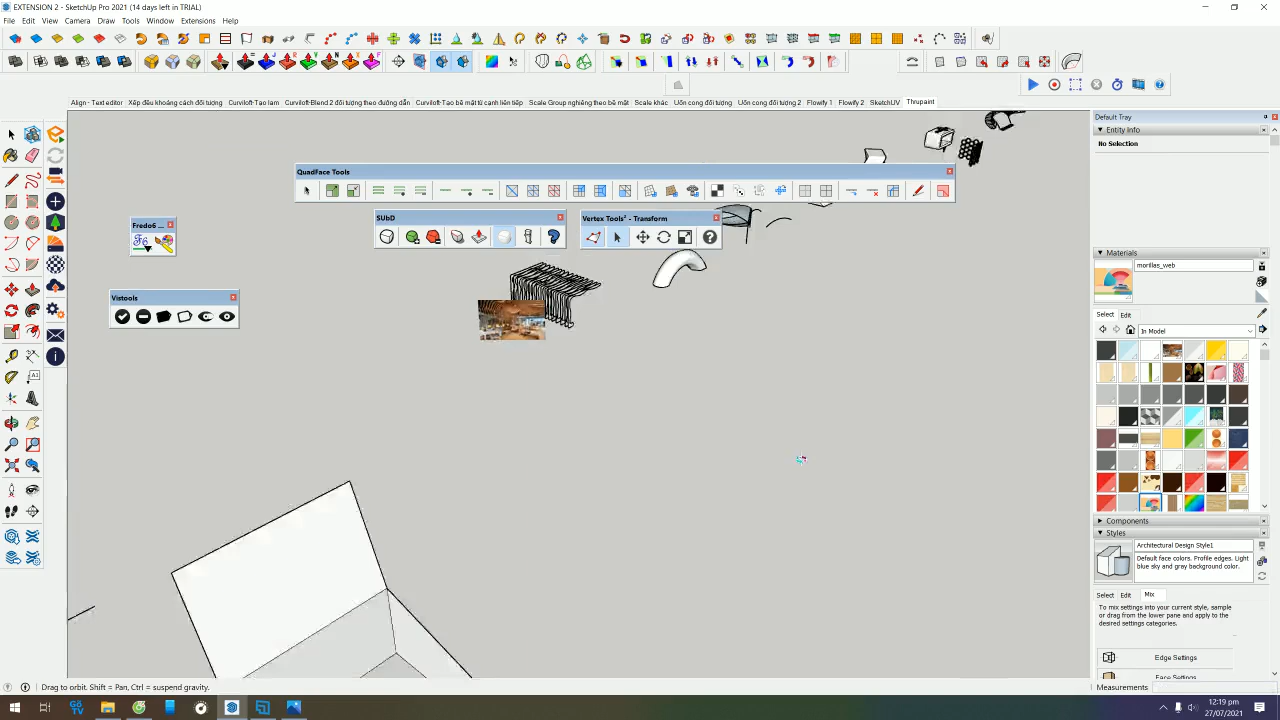 EXTENSION 2 - SketchUp Pro 2021 (14 days left in TRIAL)
File Edit View Camera Draw Tools Window Extensions Help
Align - Text editor Xếp đều khoảng cách đối tượng Curviloft-Tạo lam Curviloft-Blend 2 đối tượng theo đường dẫn Curviloft-Tạo bề mặt từ cạnh liên tiếp Scale Group nghiêng theo bề mặt Scale khác Uốn cong đối tượng Uốn cong đối tượng 2 Flowify 1 Flowify 2 SketchUV Thrupaint
Default Tray
Entity Info
No Selection
QuadFace Tools
SUbD
Vertex Tools² - Transform
Fredo6 ...
Vistools
Materials
morillas_web
Select Edit
In Model
Components
Styles
Architectural Design Style1
Default face colors. Profile edges. Light
blue sky and gray background color.
Select Edit Mix
To mix settings into your current style, sample
or drag from the lower pane and apply to the
desired settings categories.
Edge Settings
Face Settings
Drag to orbit. Shift = Pan, Ctrl = suspend gravity.
Measurements
12:19 pm
27/07/2021